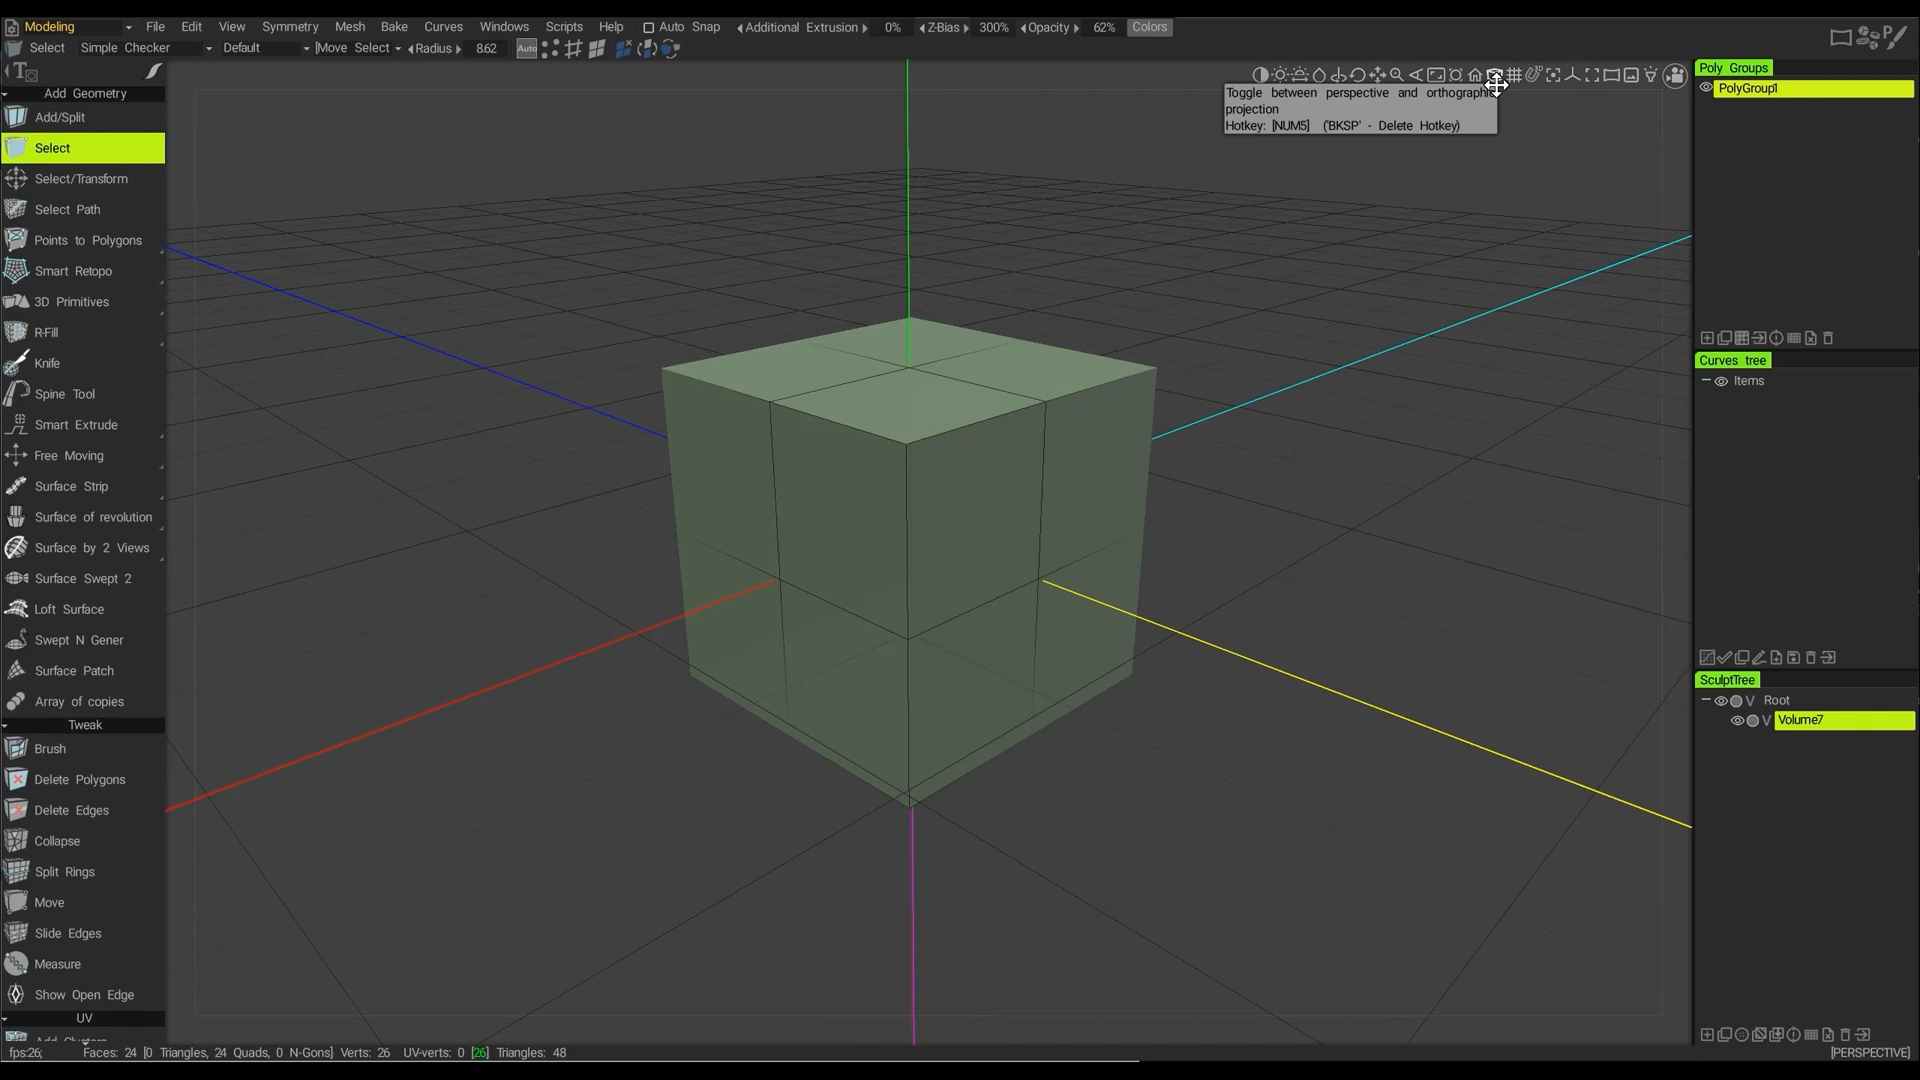 Modeling File Edit View Symmetry Mesh Bake Curves Windows Scripts Help Auto Snap Additional Extrusion 0% Z-Bias 300% Opacity 62% Colors
Select Simple Checker Default [Move Select Radius 8.62 Auto
Add Geometry
Add/Split
Select
Select/Transform
Select Path
Points to Polygons
Smart Retopo
3D Primitives
R-Fill
Knife
Spine Tool
Smart Extrude
Free Moving
Surface Strip
Surface of revolution
Surface by 2 Views
Surface Swept 2
Loft Surface
Swept N Gener
Surface Patch
Array of copies
Tweak
Brush
Delete Polygons
Delete Edges
Collapse
Split Rings
Move
Slide Edges
Measure
Show Open Edge
UV
Add Clusters
Toggle between perspective and orthographic
projection
Hotkey: [NUM5] ('BKSP' - Delete Hotkey)
Poly Groups
PolyGroup1
Curves tree
Items
SculptTree
V Root
V Volume7
fps:26; Faces: 24 [0 Triangles, 24 Quads, 0 N-Gons] Verts: 26 UV-verts: 0 [26] Triangles: 48
[PERSPECTIVE]